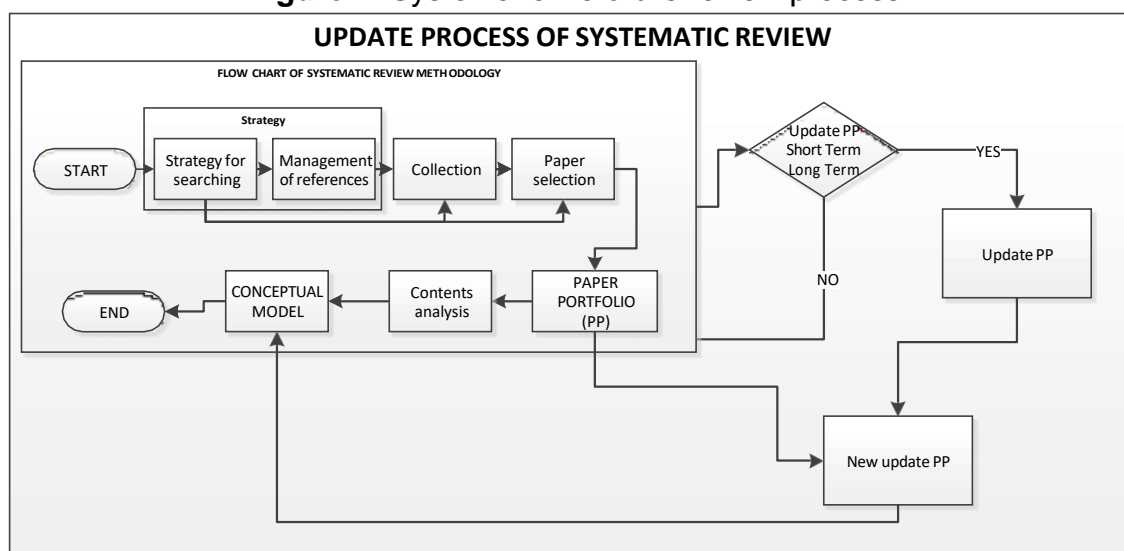 UPDATE PROCESS OF SYSTEMATIC REVIEW
FLOW CHART OF SYSTEMATIC REVIEW METHODOLOGY
Strategy
START
Strategy for
searching
Management
of references
Collection
Paper
selection
Update PP
Short Term
Long Term
YES
NO
Update PP
END
CONCEPTUAL
MODEL
Contents
analysis
PAPER
PORTFOLIO
(PP)
New update PP